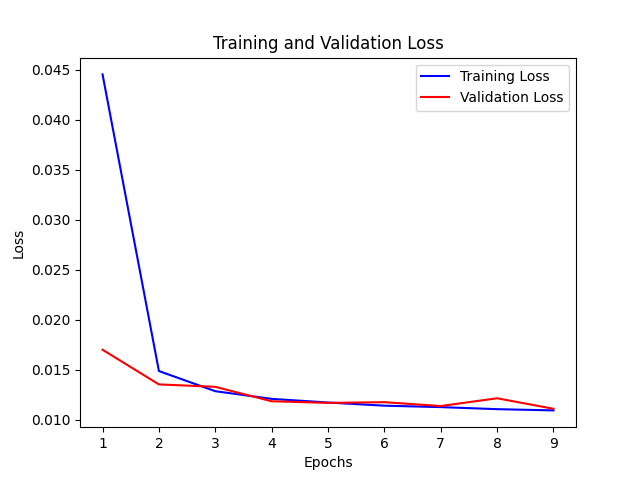 Training and Validation Loss
Training Loss
Validation Loss
0.045
0.040
0.035
0.030
0.025
0.020
0.015
0.010
Loss
1 2 3 4 5 6 7 8 9
Epochs